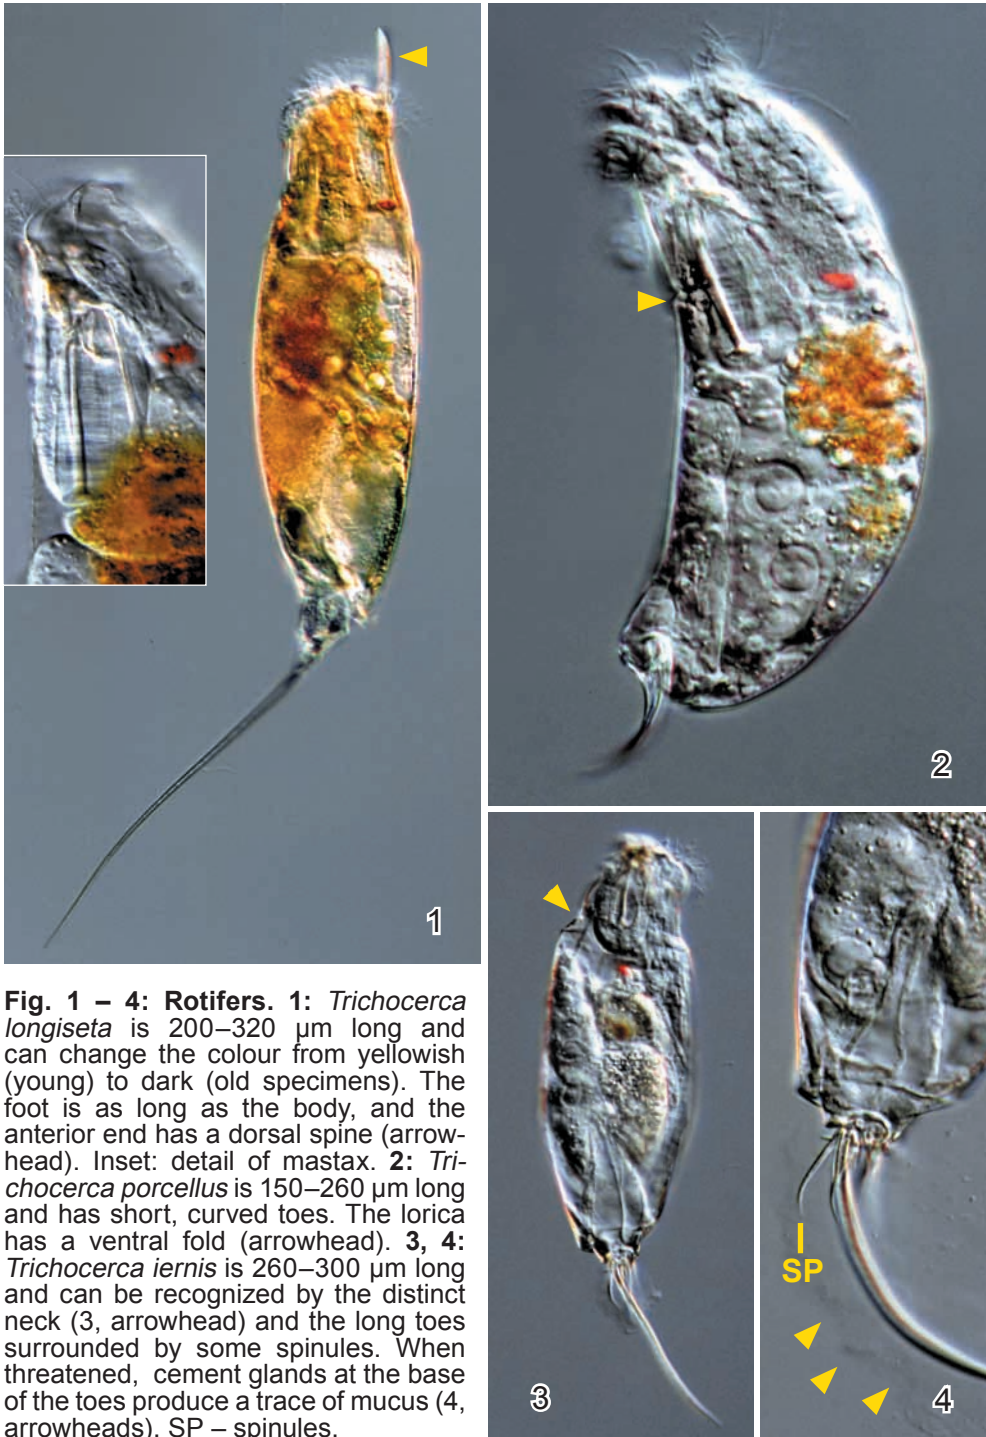 1
2
3
SP
4
Fig. 1 – 4: Rotifers. 1: Trichocerca
longiseta is 200–320 µm long and
can change the colour from yellowish
(young) to dark (old specimens). The
foot is as long as the body, and the
anterior end has a dorsal spine (arrow-
head). Inset: detail of mastax. 2: Tri-
chocerca porcellus is 150–260 µm long
and has short, curved toes. The lorica
has a ventral fold (arrowhead). 3, 4:
Trichocerca iernis is 260–300 µm long
and can be recognized by the distinct
neck (3, arrowhead) and the long toes
surrounded by some spinules. When
threatened, cement glands at the base
of the toes produce a trace of mucus (4,
arrowheads). SP – spinules.